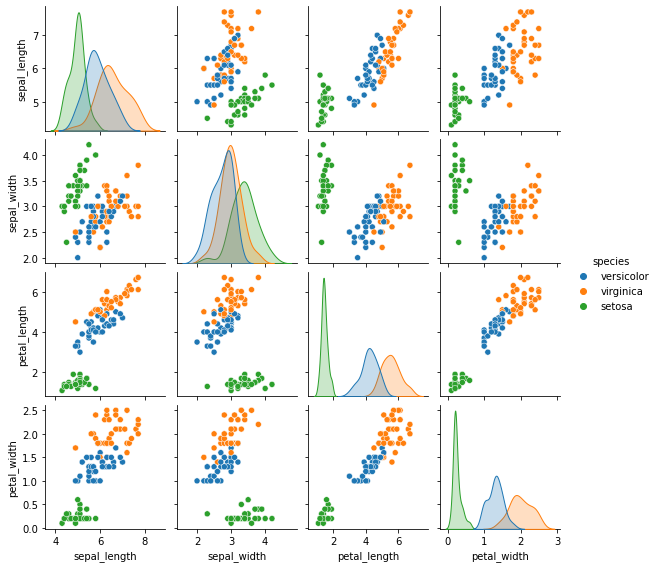 sepal_length
7
6
5
sepal_width
4.0
3.5
3.0
2.5
2.0
species
versicolor
virginica
setosa
petal_length
6
4
2
petal_width
2.5
2.0
1.5
1.0
0.5
0.0
4 6 8
2 3 4
2 4 6
0 1 2 3
sepal_length sepal_width petal_length petal_width